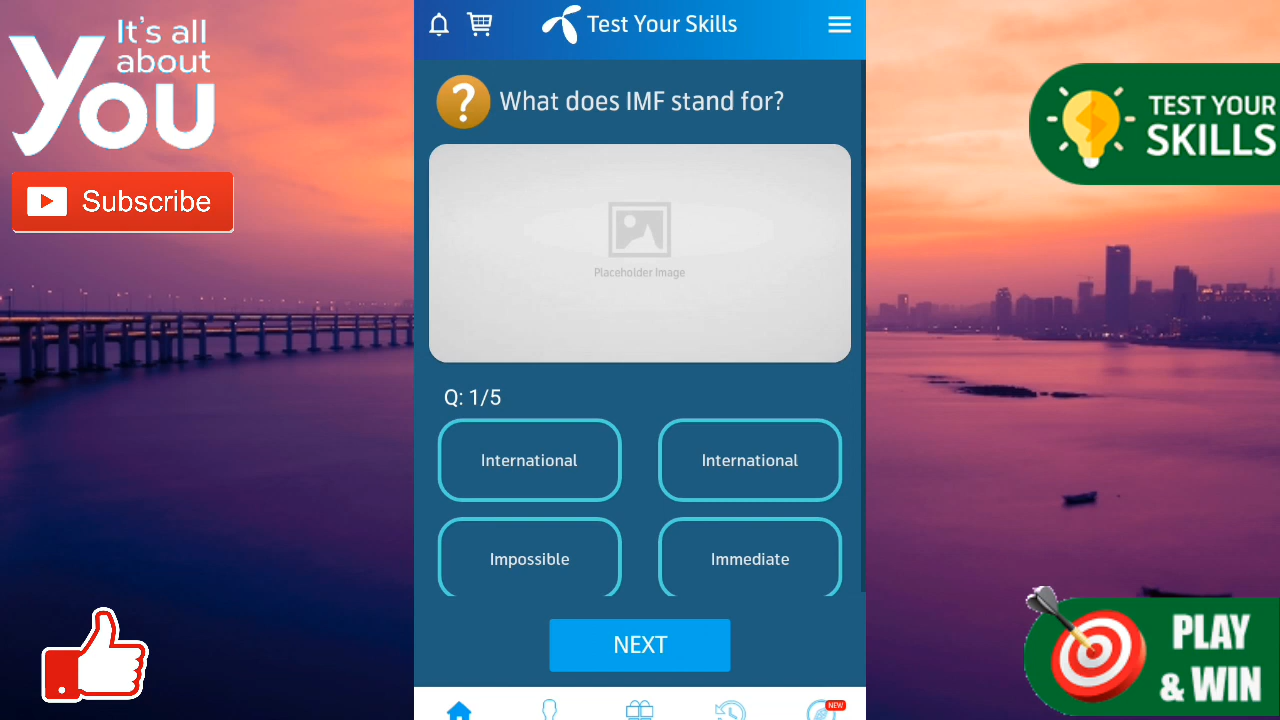 It's all
about
you
Subscribe
Test Your Skills
What does IMF stand for?
Placeholder Image
Q: 1/5
International
International
Impossible
Immediate
NEXT
NEW
TEST YOUR
SKILLS
PLAY
& WIN